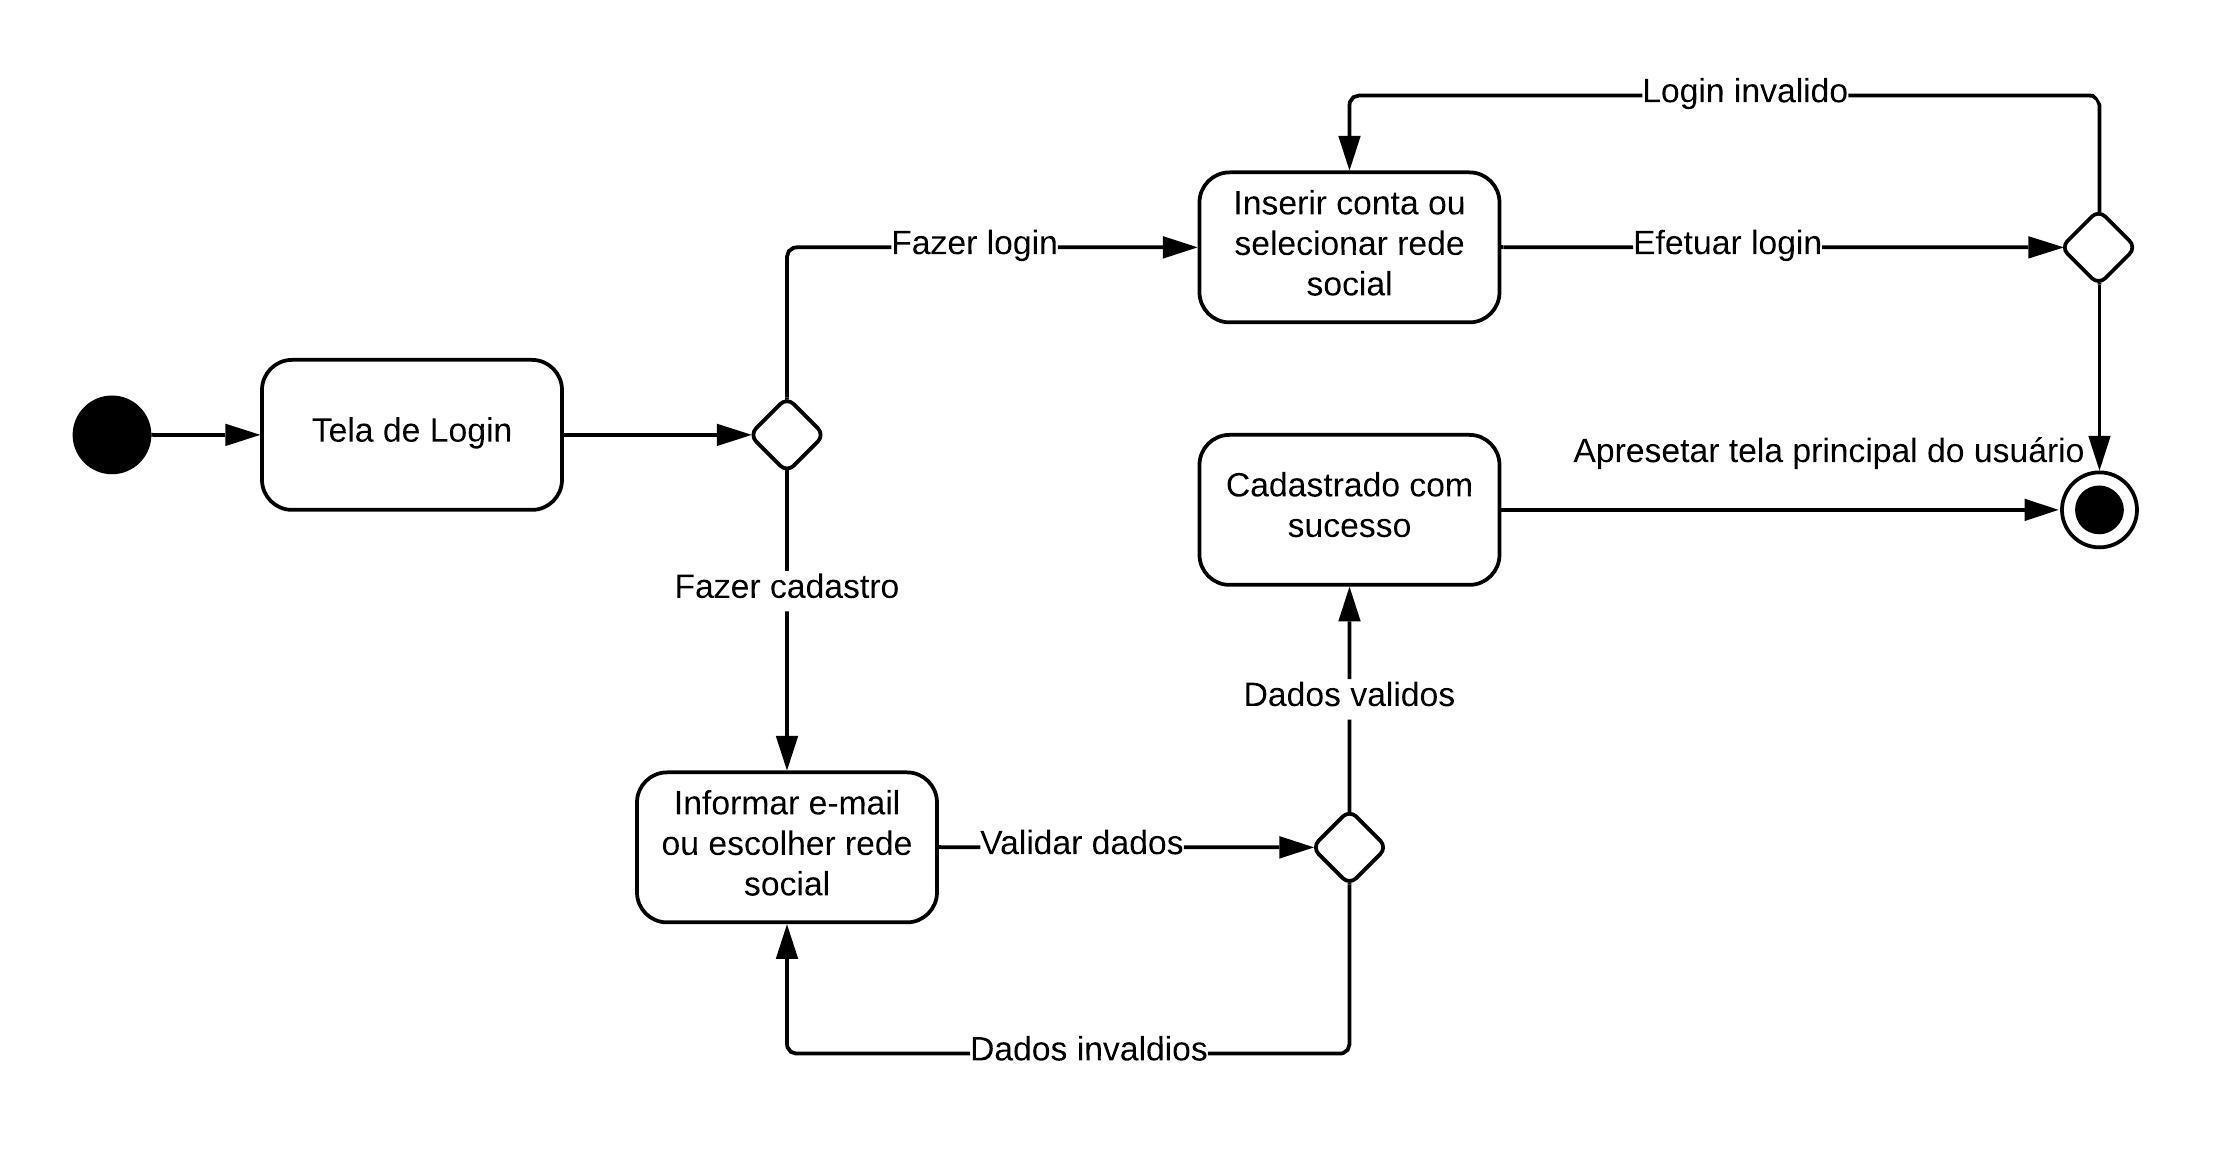 Login invalido
Inserir conta ou
selecionar rede
social
Fazer login
Efetuar login
Tela de Login
Apresetar tela principal do usuário
Cadastrado com
sucesso
Fazer cadastro
Dados validos
Informar e-mail
ou escolher rede
social
Validar dados
Dados invaldios